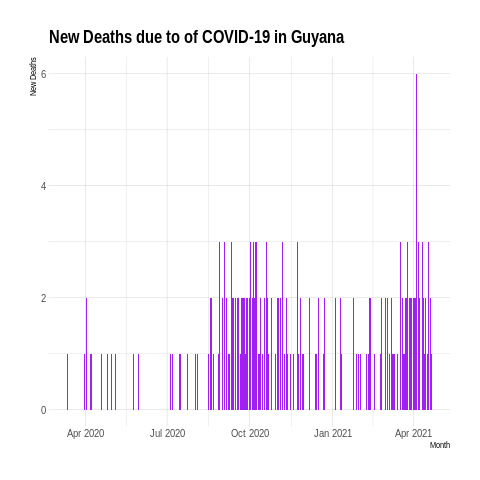 New Deaths due to of COVID-19 in Guyana
New Deaths
6
4
2
0
Apr 2020 Jul 2020 Oct 2020 Jan 2021 Apr 2021
Month